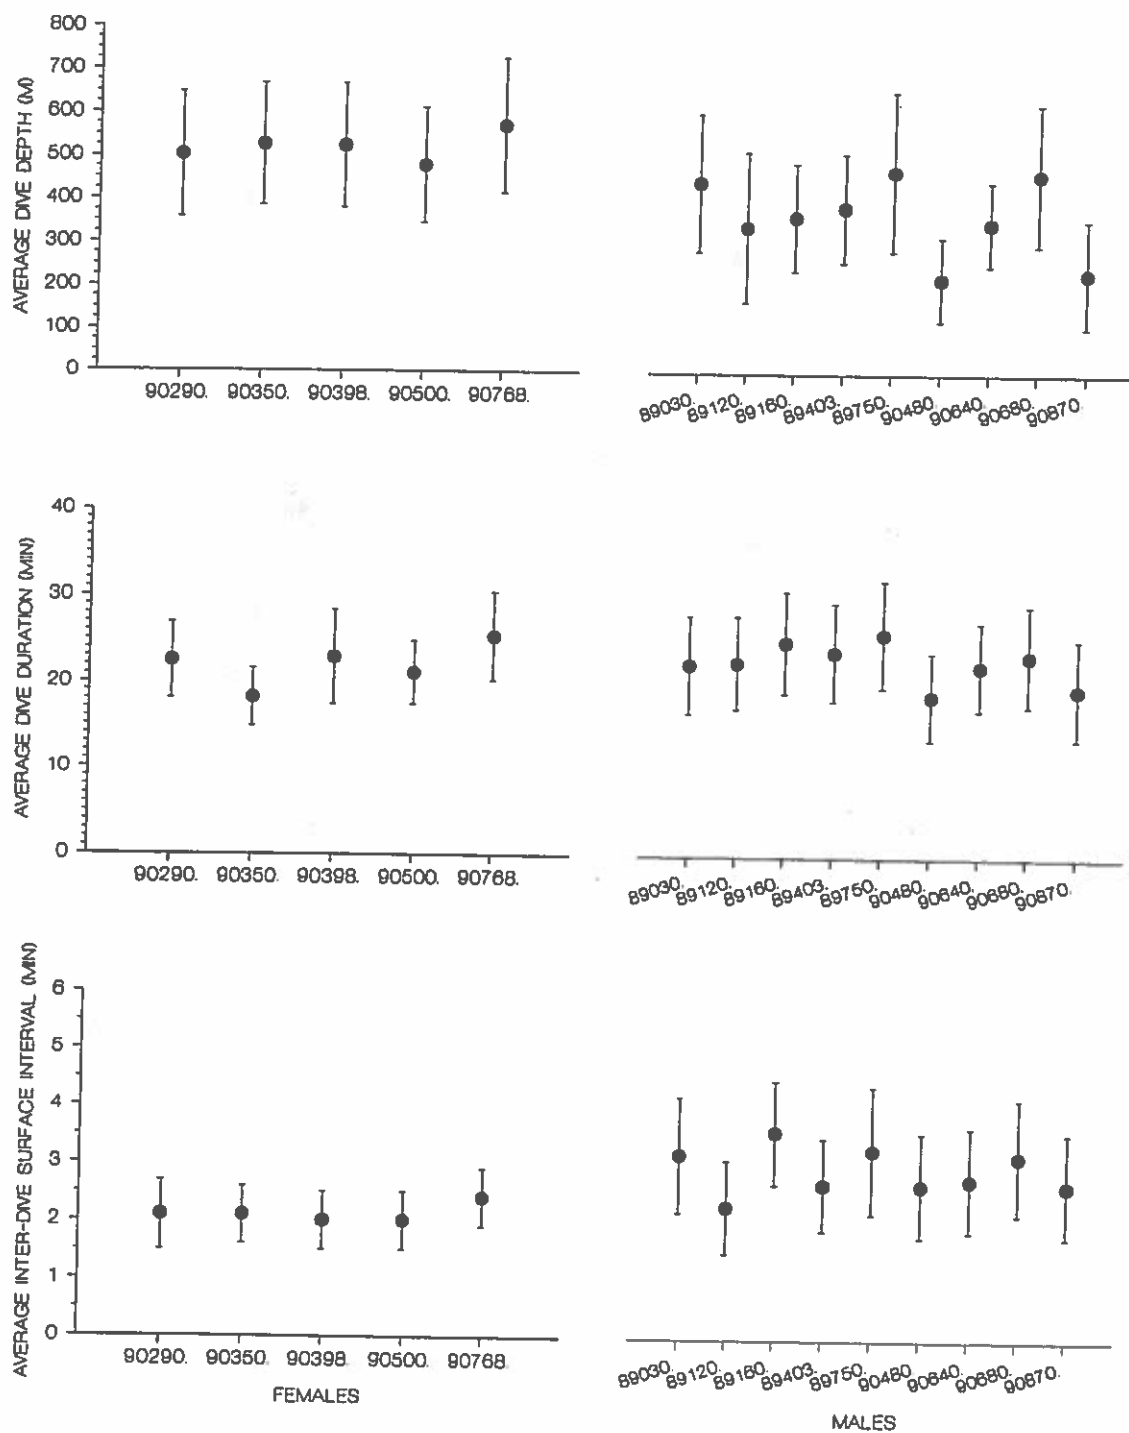 AVERAGE DIVE DEPTH (M)
800
700
600
500
400
300
200
100
0
90290. 90350. 90398. 90500. 90768.
89030. 89120. 89160. 89403. 89750. 90480. 90640. 90680. 90870.
AVERAGE DIVE DURATION (MIN)
40
30
20
10
0
90290. 90350. 90398. 90500. 90768.
89030. 89120. 89160. 89403. 89750. 90480. 90640. 90680. 90870.
AVERAGE INTER-DIVE SURFACE INTERVAL (MIN)
6
5
4
3
2
1
0
90290. 90350. 90398. 90500. 90768.
89030. 89120. 89160. 89403. 89750. 90480. 90640. 90680. 90870.
FEMALES
MALES